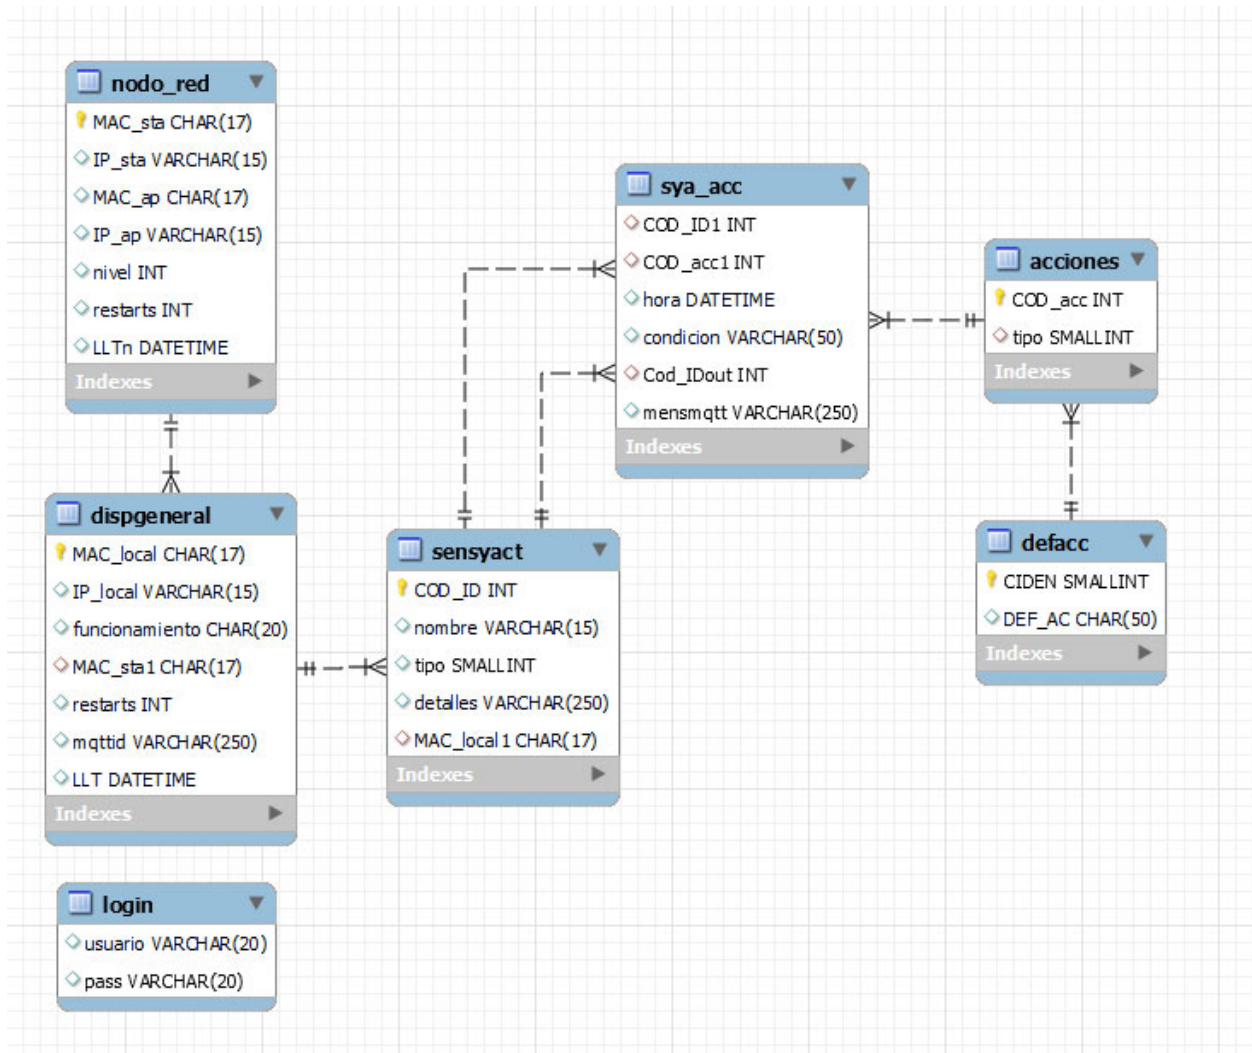 nodo_red
MAC_sta CHAR(17)
IP_sta VARCHAR(15)
MAC_ap CHAR(17)
IP_ap VARCHAR(15)
nivel INT
restarts INT
LLTn DATETIME
Indexes
sya_acc
COD_ID1 INT
COD_acc1 INT
hora DATETIME
condicion VARCHAR(50)
Cod_IDout INT
mensmqtt VARCHAR(250)
Indexes
acciones
COD_acc INT
tipo SMALLINT
Indexes
dispgeneral
MAC_local CHAR(17)
IP_local VARCHAR(15)
funcionamiento CHAR(20)
MAC_sta1 CHAR(17)
restarts INT
mqttid VARCHAR(250)
LLT DATETIME
Indexes
sensyact
COD_ID INT
nombre VARCHAR(15)
tipo SMALLINT
detalles VARCHAR(250)
MAC_local1 CHAR(17)
Indexes
defacc
CIDEN SMALLINT
DEF_AC CHAR(50)
Indexes
login
usuario VARCHAR(20)
pass VARCHAR(20)